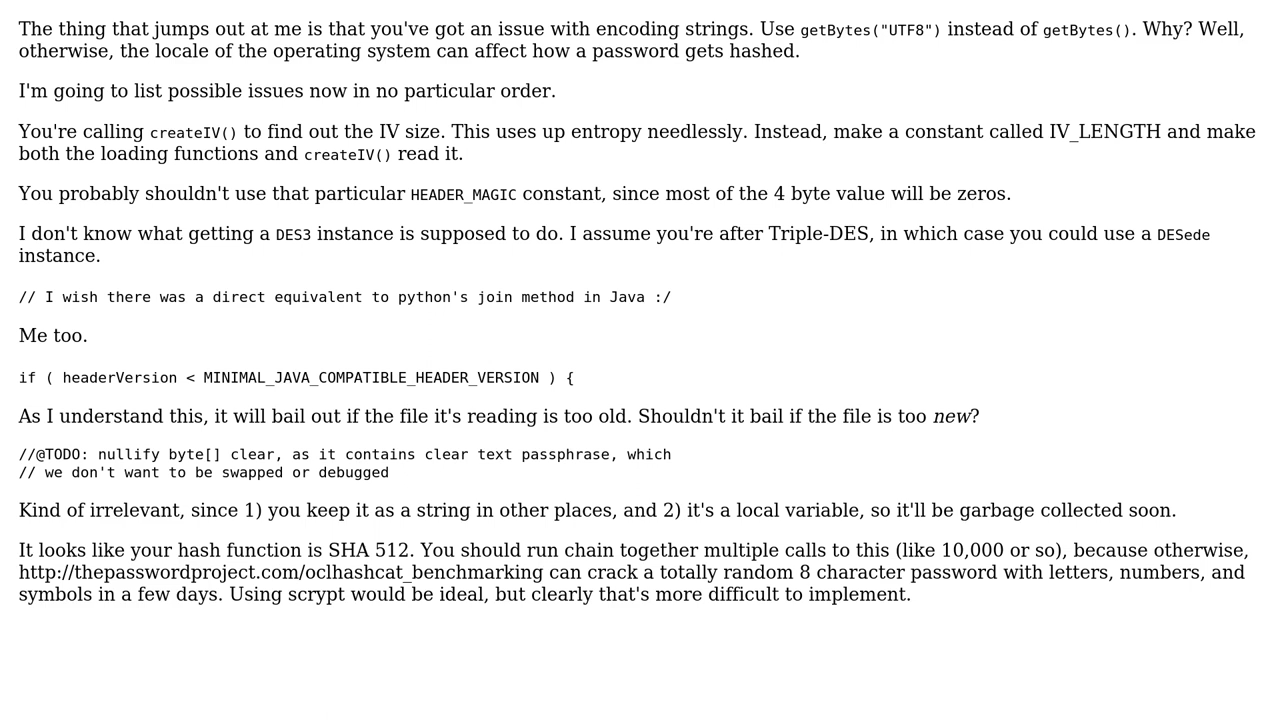 The thing that jumps out at me is that you've got an issue with encoding strings. Use getBytes("UTF8") instead of getBytes(). Why? Well,
otherwise, the locale of the operating system can affect how a password gets hashed.
I'm going to list possible issues now in no particular order.
You're calling createIV() to find out the IV size. This uses up entropy needlessly. Instead, make a constant called IV_LENGTH and make
both the loading functions and createIV() read it.
You probably shouldn't use that particular HEADER_MAGIC constant, since most of the 4 byte value will be zeros.
I don't know what getting a DES3 instance is supposed to do. I assume you're after Triple-DES, in which case you could use a DESede
instance.
// I wish there was a direct equivalent to python's join method in Java :/
Me too.
if ( headerVersion < MINIMAL_JAVA_COMPATIBLE_HEADER_VERSION ) {
As I understand this, it will bail out if the file it's reading is too old. Shouldn't it bail if the file is too new?
//@TODO: nullify byte[] clear, as it contains clear text passphrase, which
// we don't want to be swapped or debugged
Kind of irrelevant, since 1) you keep it as a string in other places, and 2) it's a local variable, so it'll be garbage collected soon.
It looks like your hash function is SHA 512. You should run chain together multiple calls to this (like 10,000 or so), because otherwise,
http://thepasswordproject.com/oclhashcat_benchmarking can crack a totally random 8 character password with letters, numbers, and
symbols in a few days. Using scrypt would be ideal, but clearly that's more difficult to implement.